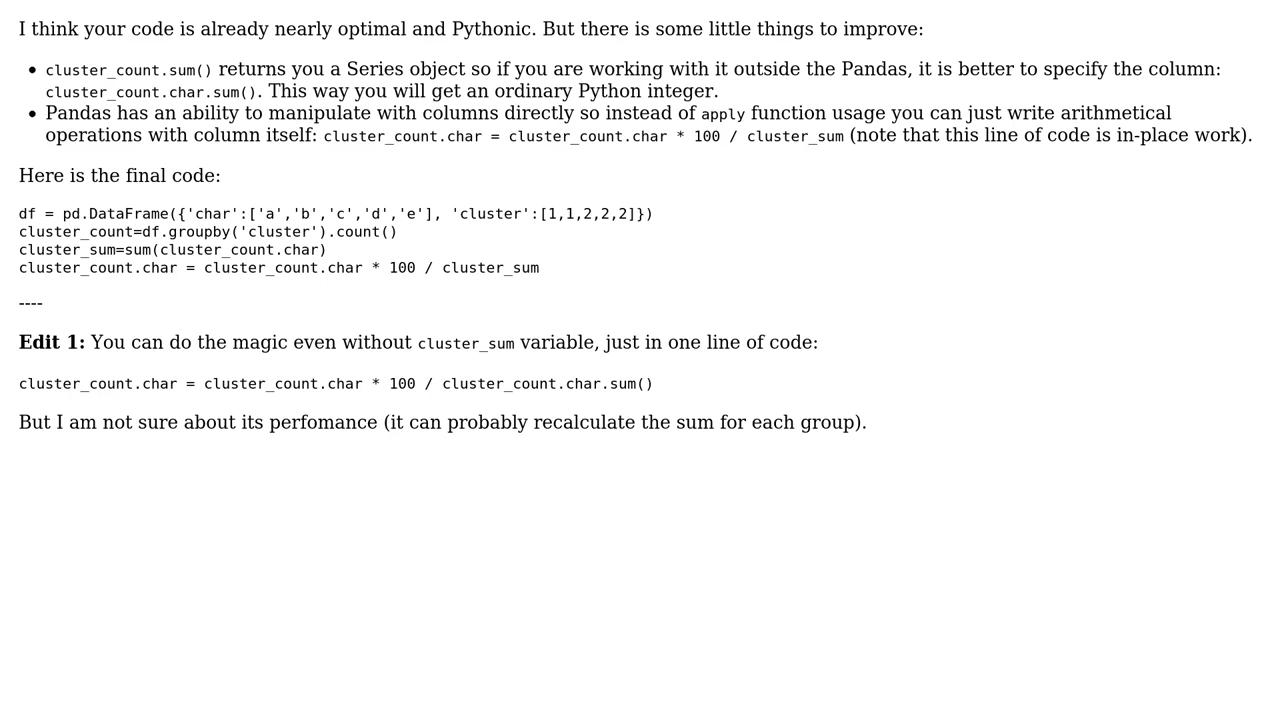 I think your code is already nearly optimal and Pythonic. But there is some little things to improve:
• cluster_count.sum() returns you a Series object so if you are working with it outside the Pandas, it is better to specify the column:
cluster_count.char.sum(). This way you will get an ordinary Python integer.
• Pandas has an ability to manipulate with columns directly so instead of apply function usage you can just write arithmetical
operations with column itself: cluster_count.char = cluster_count.char * 100 / cluster_sum (note that this line of code is in-place work).
Here is the final code:
df = pd.DataFrame({'char':['a','b','c','d','e'], 'cluster':[1,1,2,2,2]})
cluster_count=df.groupby('cluster').count()
cluster_sum=sum(cluster_count.char)
cluster_count.char = cluster_count.char * 100 / cluster_sum
----
Edit 1: You can do the magic even without cluster_sum variable, just in one line of code:
cluster_count.char = cluster_count.char * 100 / cluster_count.char.sum()
But I am not sure about its perfomance (it can probably recalculate the sum for each group).